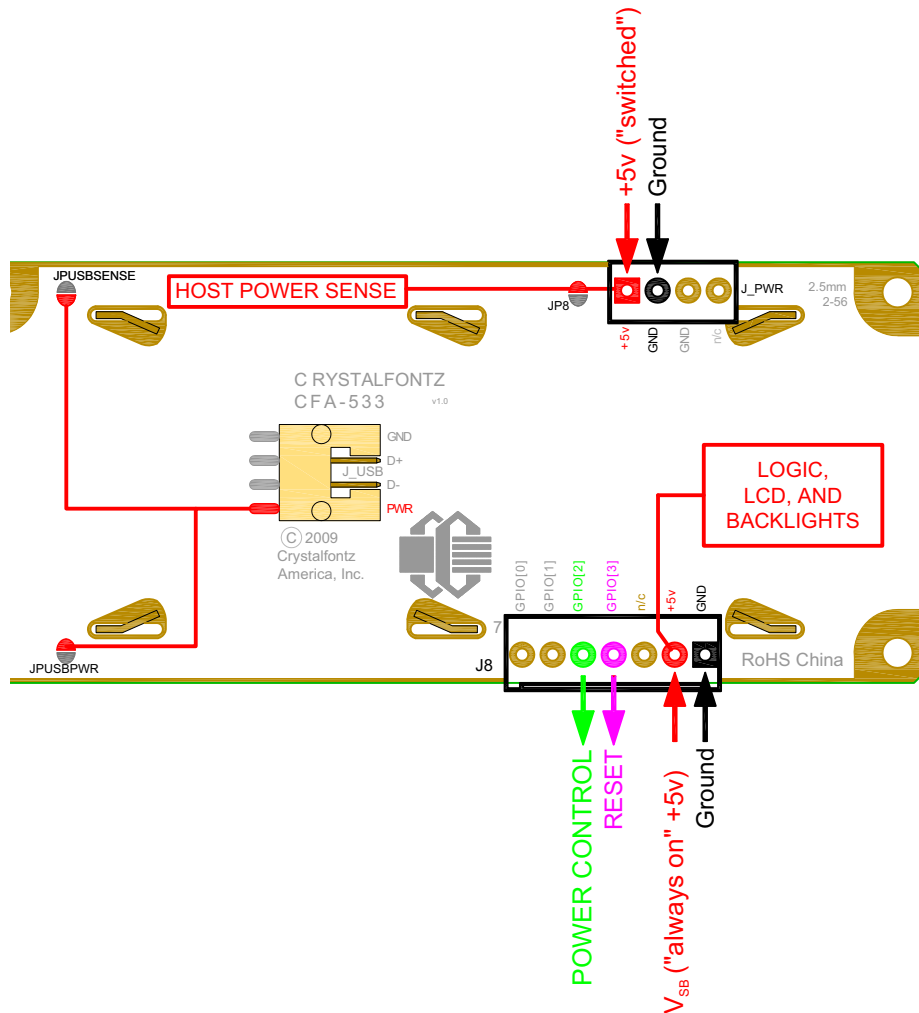 +5v ("switched")
Ground
JPUSBSENSE
HOST POWER SENSE
JP8
J_PWR
2.5mm
2-56
+5v
GND
GND
n/c
C RYSTALFONTZ
CFA-533
v1.0
GND
D+
J_USB
D-
PWR
© 2009
Crystalfontz
America, Inc.
LOGIC,
LCD, AND
BACKLIGHTS
GPIO[0]
GPIO[1]
GPIO[2]
GPIO[3]
n/c
+5v
GND
7
JPUSBPWR
J8
RoHS China
POWER CONTROL
RESET
VSB ("always on" +5v)
Ground